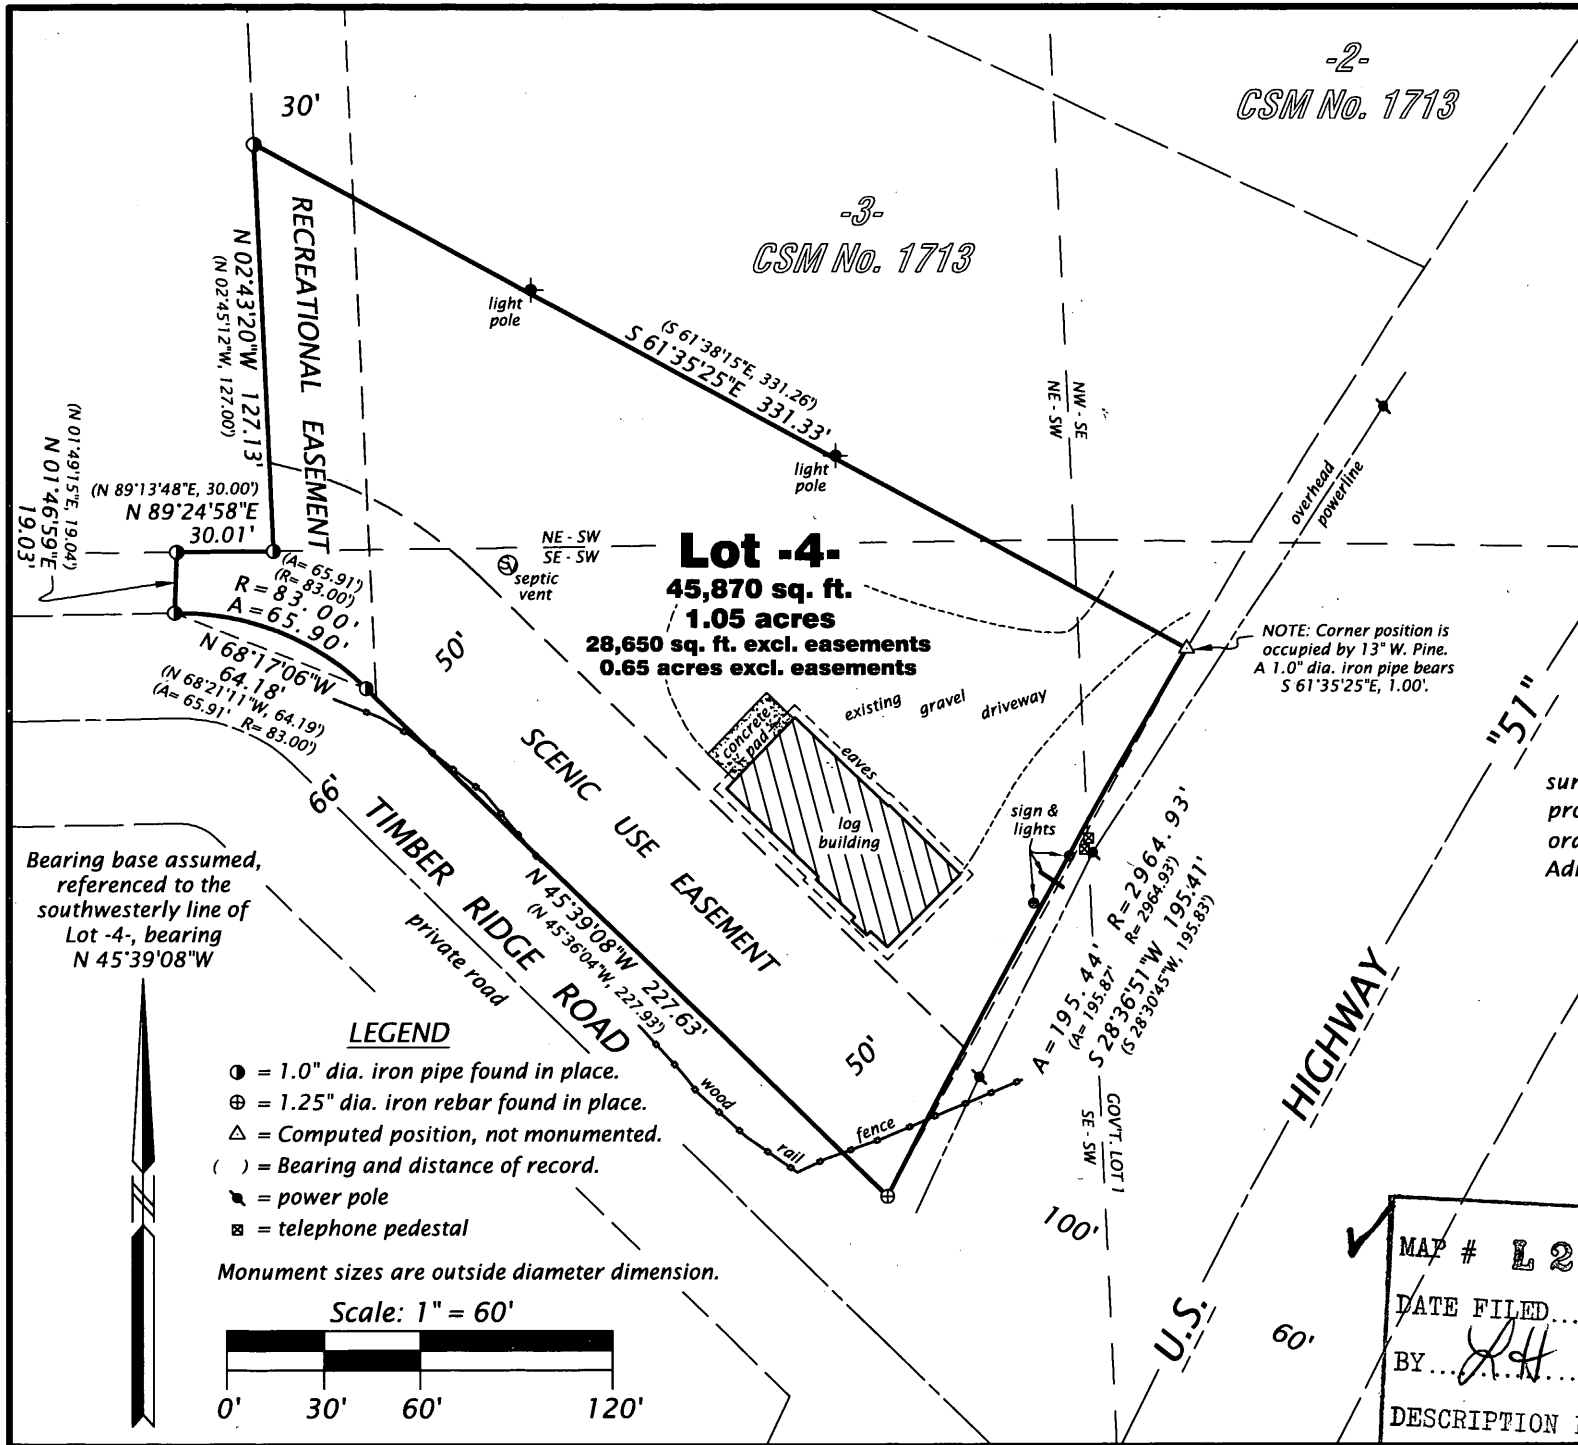 -2-
CSM No. 1713
30'
-3-
CSM No. 1713
RECREATIONAL EASEMENT
N 02°43'20"W 127.13'
(N 02°45'12"W, 127.00')
light
pole
(S 61°38'15"E, 331.26')
S 61°35'25"E 331.33'
light
pole
NW - SE
NE - SW
overhead
powerline
(N 01°49'15"E, 19.04')
N 01°46'59"E
19.03'
(N 89°13'48"E, 30.00')
N 89°24'58"E
30.01'
(A= 65.91')
(R= 83.00')
R = 83.00'
A = 65.90'
N 68°17'06"W
64.18'
(N 68°21'11"W, 64.19')
(A= 65.91' R= 83.00')
NE - SW
SE - SW
septic
vent
Lot -4-
45,870 sq. ft.
1.05 acres
28,650 sq. ft. excl. easements
0.65 acres excl. easements
NOTE: Corner position is
occupied by 13" W. Pine.
A 1.0" dia. iron pipe bears
S 61°35'25"E, 1.00'.
50'
SCENIC USE EASEMENT
existing gravel driveway
concrete
pad
eaves
log
building
sign &
lights
"51"
sur
pro
ord
Adı
66'
TIMBER RIDGE ROAD
private road
N 45°39'08"W 227.63'
(N 45°36'04"W, 227.93')
A = 195.44' R = 2964.93'
(A= 195.87' R= 2964.93')
S 28°36'51"W 195.41'
(S 28°30'45"W, 195.83')
Bearing base assumed,
referenced to the
southwesterly line of
Lot -4-, bearing
N 45°39'08"W
50'
wood rail fence
GOV'T. LOT 1
SE - SW
U.S. HIGHWAY
100'
60'
LEGEND
= 1.0" dia. iron pipe found in place.
= 1.25" dia. iron rebar found in place.
= Computed position, not monumented.
( ) = Bearing and distance of record.
= power pole
= telephone pedestal
Monument sizes are outside diameter dimension.
Scale: 1" = 60'
0' 30' 60' 120'
MAP # L 2
DATE FILED...
BY....
DESCRIPTION